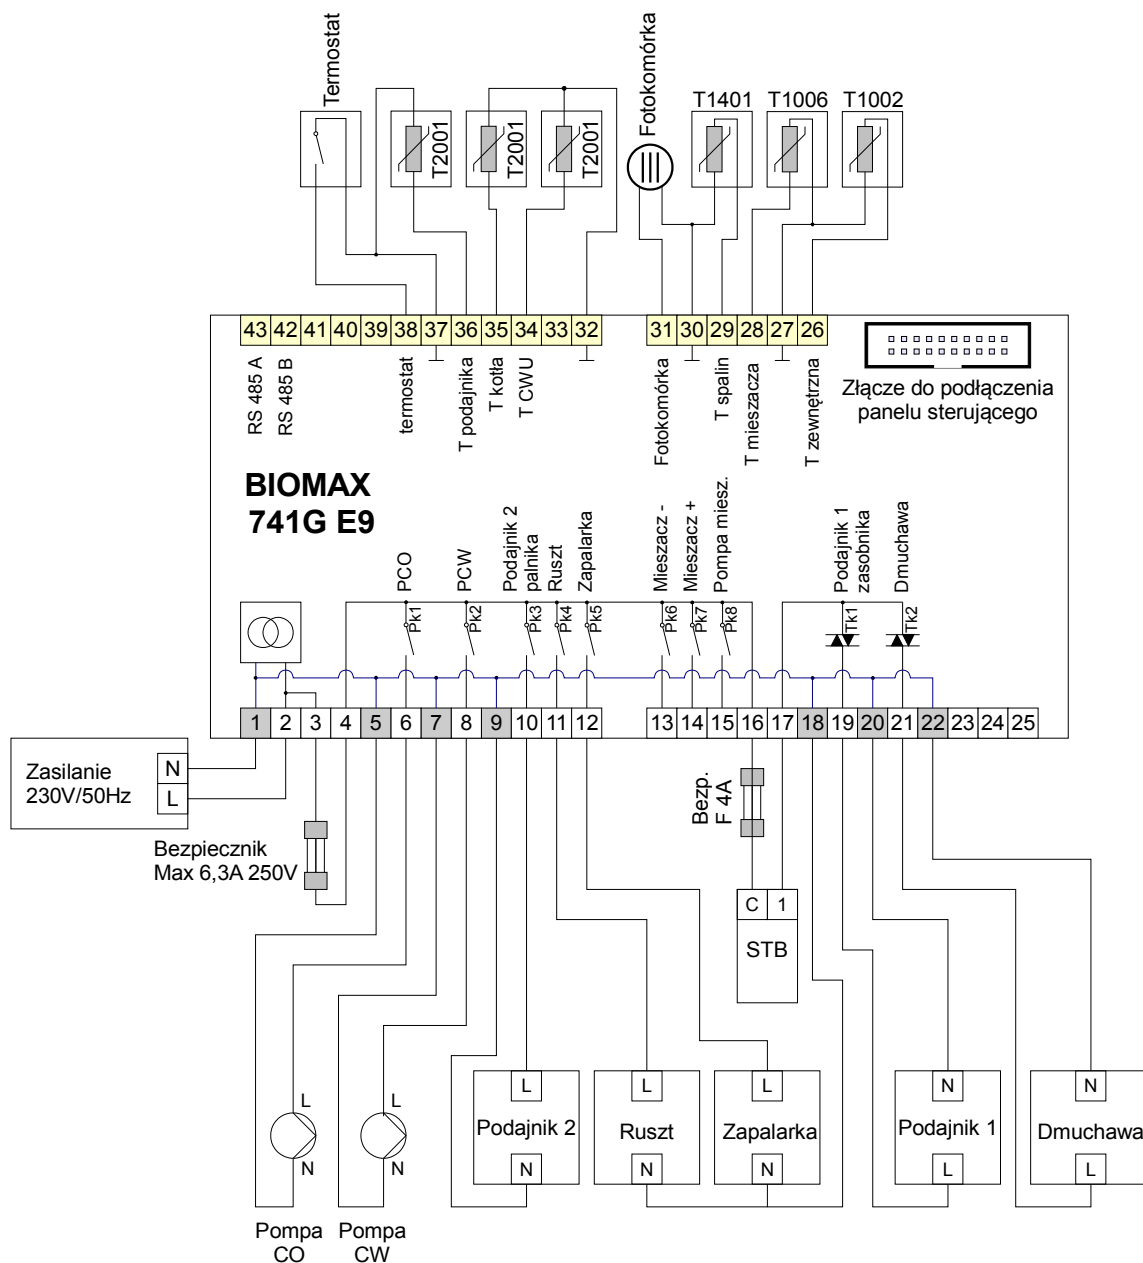 Termostat
T2001
T2001
T2001
Fotokomórka
T1401
T1006
T1002
43 42 41 40 39 38 37 36 35 34 33 32
31 30 29 28 27 26
RS 485 A
RS 485 B
termostat
T podajnika
T kotła
T CWU
Fotokomórka
T spalin
T mieszacza
T zewnętrzna
Złącze do podłączenia
panelu sterującego
BIOMAX
741G E9
PCO
PCW
Podajnik 2
palnika
Ruszt
Zapalarka
Mieszacz -
Mieszacz +
Pompa miesz.
Podajnik 1
zasobnika
Dmuchawa
Pk1
Pk2
Pk3
Pk4
Pk5
Pk6
Pk7
Pk8
Tk1
Tk2
1 2 3 4 5 6 7 8 9 10 11 12
13 14 15 16 17 18 19 20 21 22 23 24 25
Zasilanie
230V/50Hz
N
L
Bezpiecznik
Max 6,3A 250V
Bezp.
F 4A
C 1
STB
L
N
Pompa
CO
L
N
Pompa
CW
L
Podajnik 2
N
L
Ruszt
N
L
Zapalarka
N
N
Podajnik 1
L
N
Dmuchawa
L